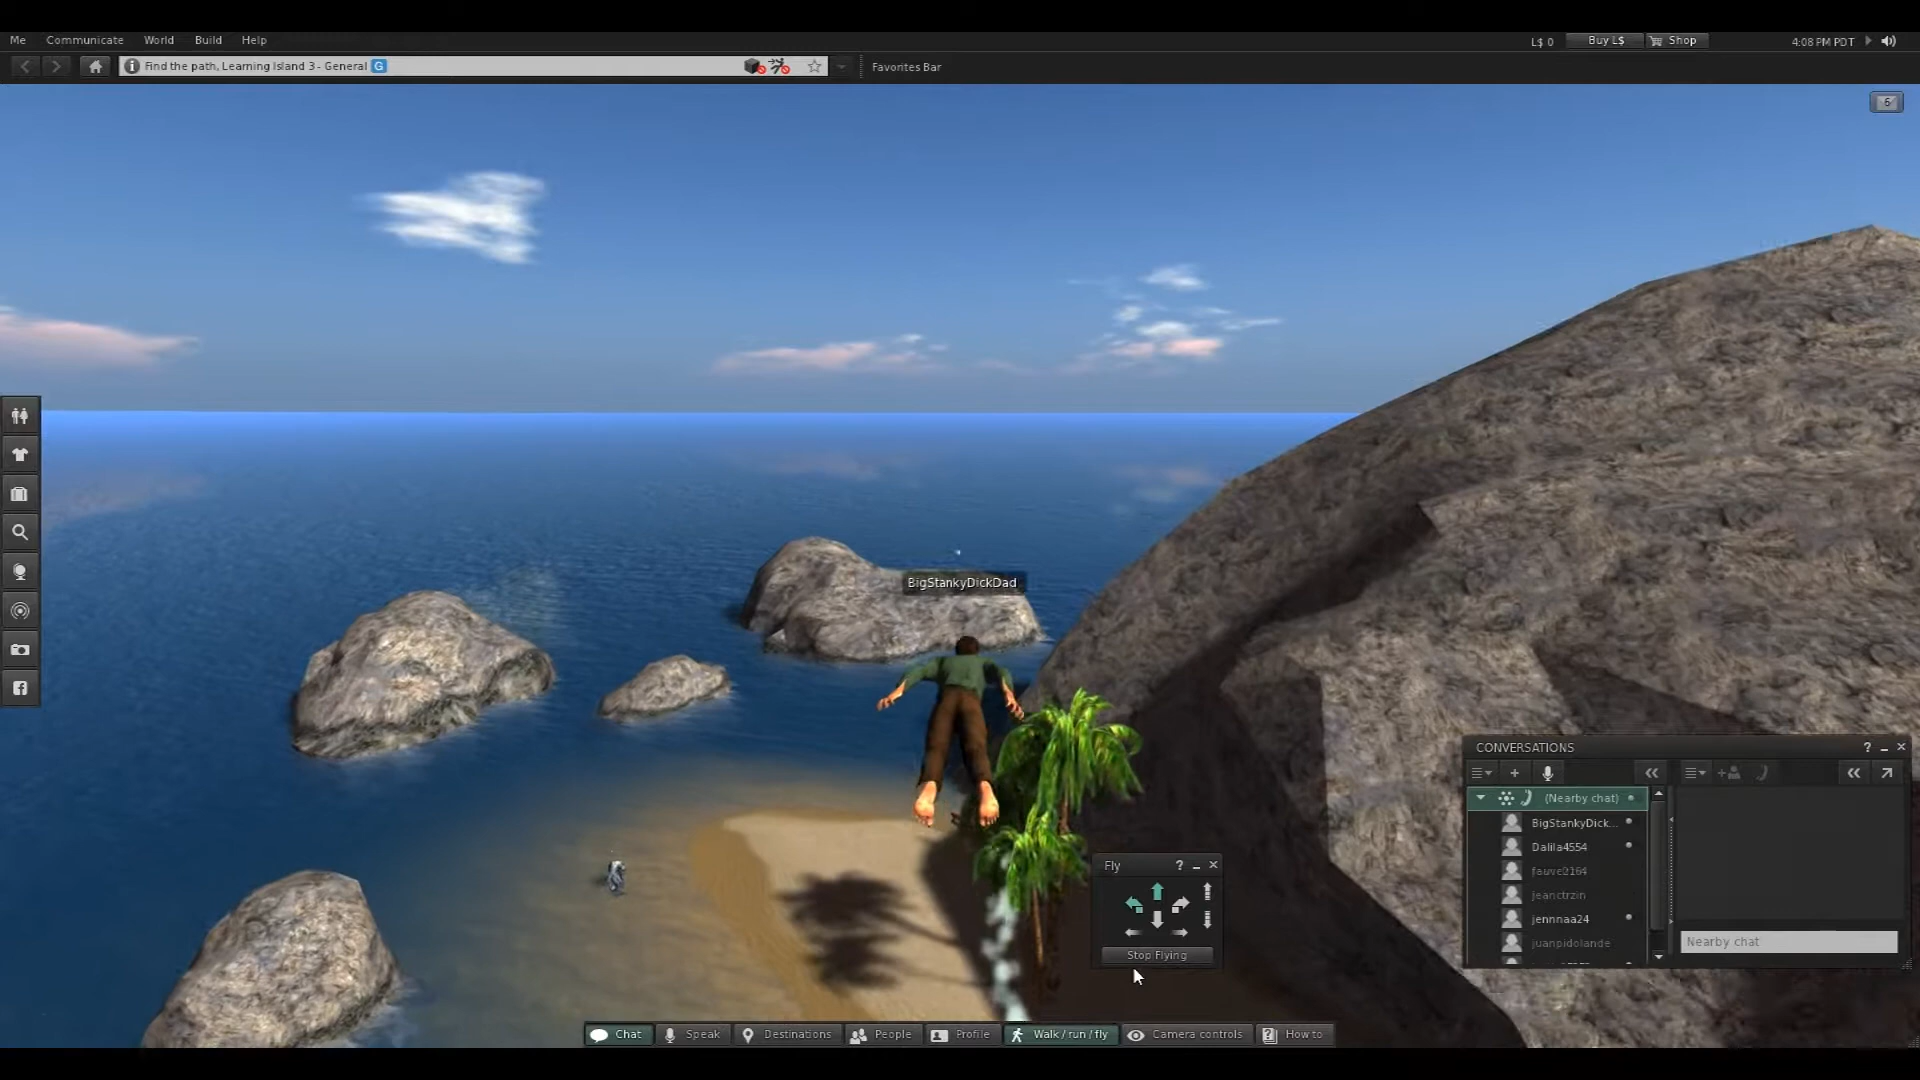 Me Communicate World Build Help
L$ 0 Buy L$ Shop 4:08 PM PDT
Find the path, Learning Island 3 - General G
Favorites Bar
6
BigStankyDickDad
CONVERSATIONS ?
(Nearby chat)
BigStankyDick...
Dalila4554
fauve2164
jeanctrzin
jennnaa24
juanpidolande
Nearby chat
Fly ?
Stop Flying
Chat Speak Destinations People Profile Walk / run / fly Camera controls How to